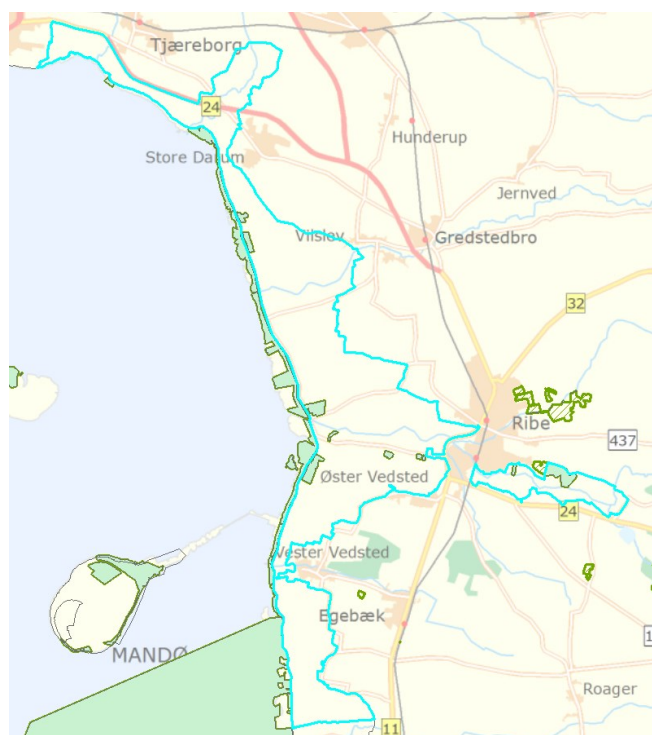 Tjæreborg
24
Hunderup
Store Darum
Jernved
Vilslev
Gredstedbro
32
Ribe
437
Øster Vedsted
24
Vester Vedsted
Egebæk
MANDØ
1
Roager
11